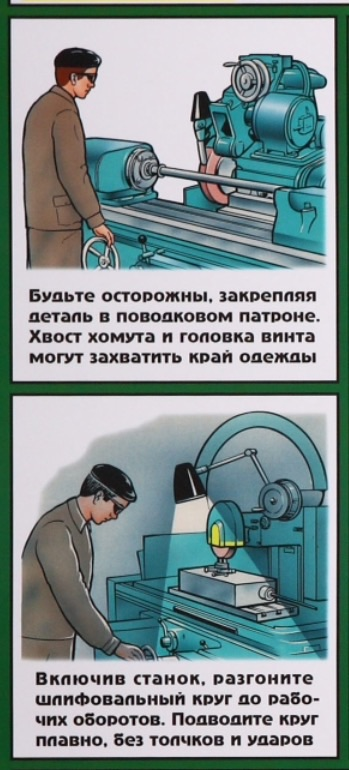 Будьте осторожны, закрепляя
деталь в поводковом патроне.
Хвост хомута и головка винта
могут захватить край одежды
Включив станок, разгоните
шлифовальный круг до рабо-
чих оборотов. Подводите круг
плавно, без толчков и ударов